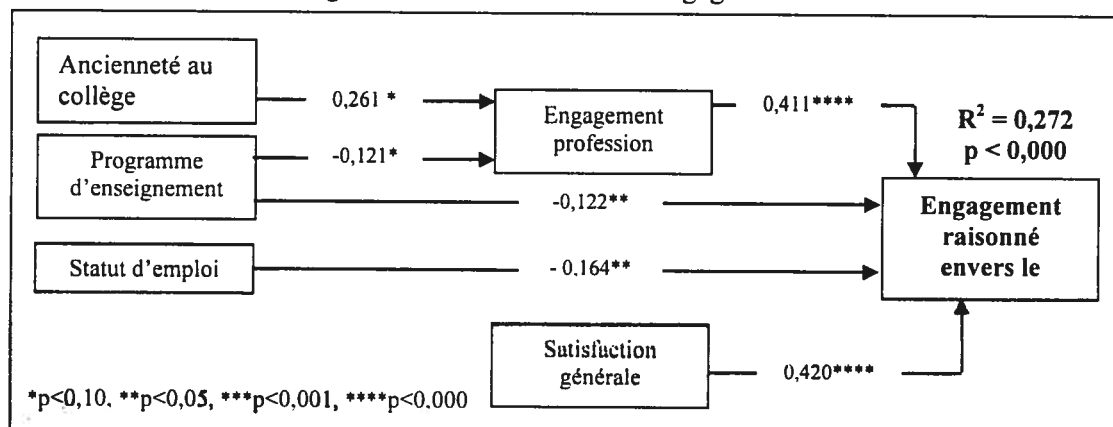 Ancienneté au
collège
0,261 *
Engagement
profession
0,411****
R² = 0,272
p < 0,000
Programme
d'enseignement
-0,121*
-0,122**
Engagement
raisonné
envers le
Statut d'emploi
- 0,164**
Satisfaction
générale
0,420****
*p<0,10, **p<0,05, ***p<0,001, ****p<0,000